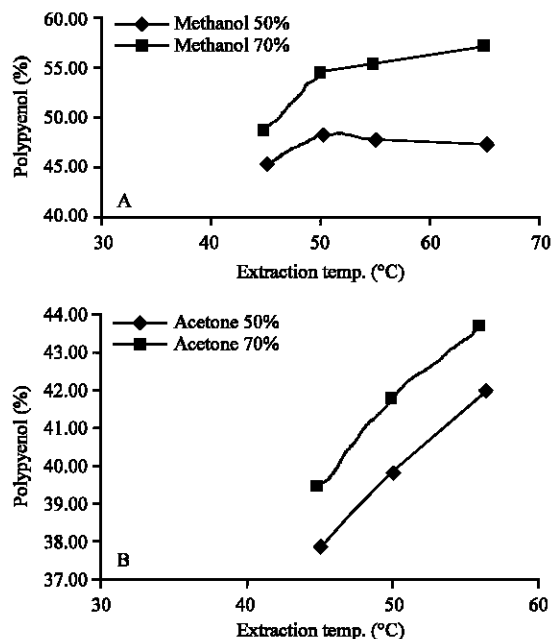 Methanol 50%
Methanol 70%
60.00
55.00
50.00
45.00
40.00
Polypyenol (%)
A
30 40 50 60 70
Extraction temp. (°C)
Acetone 50%
Acetone 70%
44.00
43.00
42.00
41.00
40.00
39.00
38.00
37.00
Polypyenol (%)
B
30 40 50 60
Extraction temp. (°C)